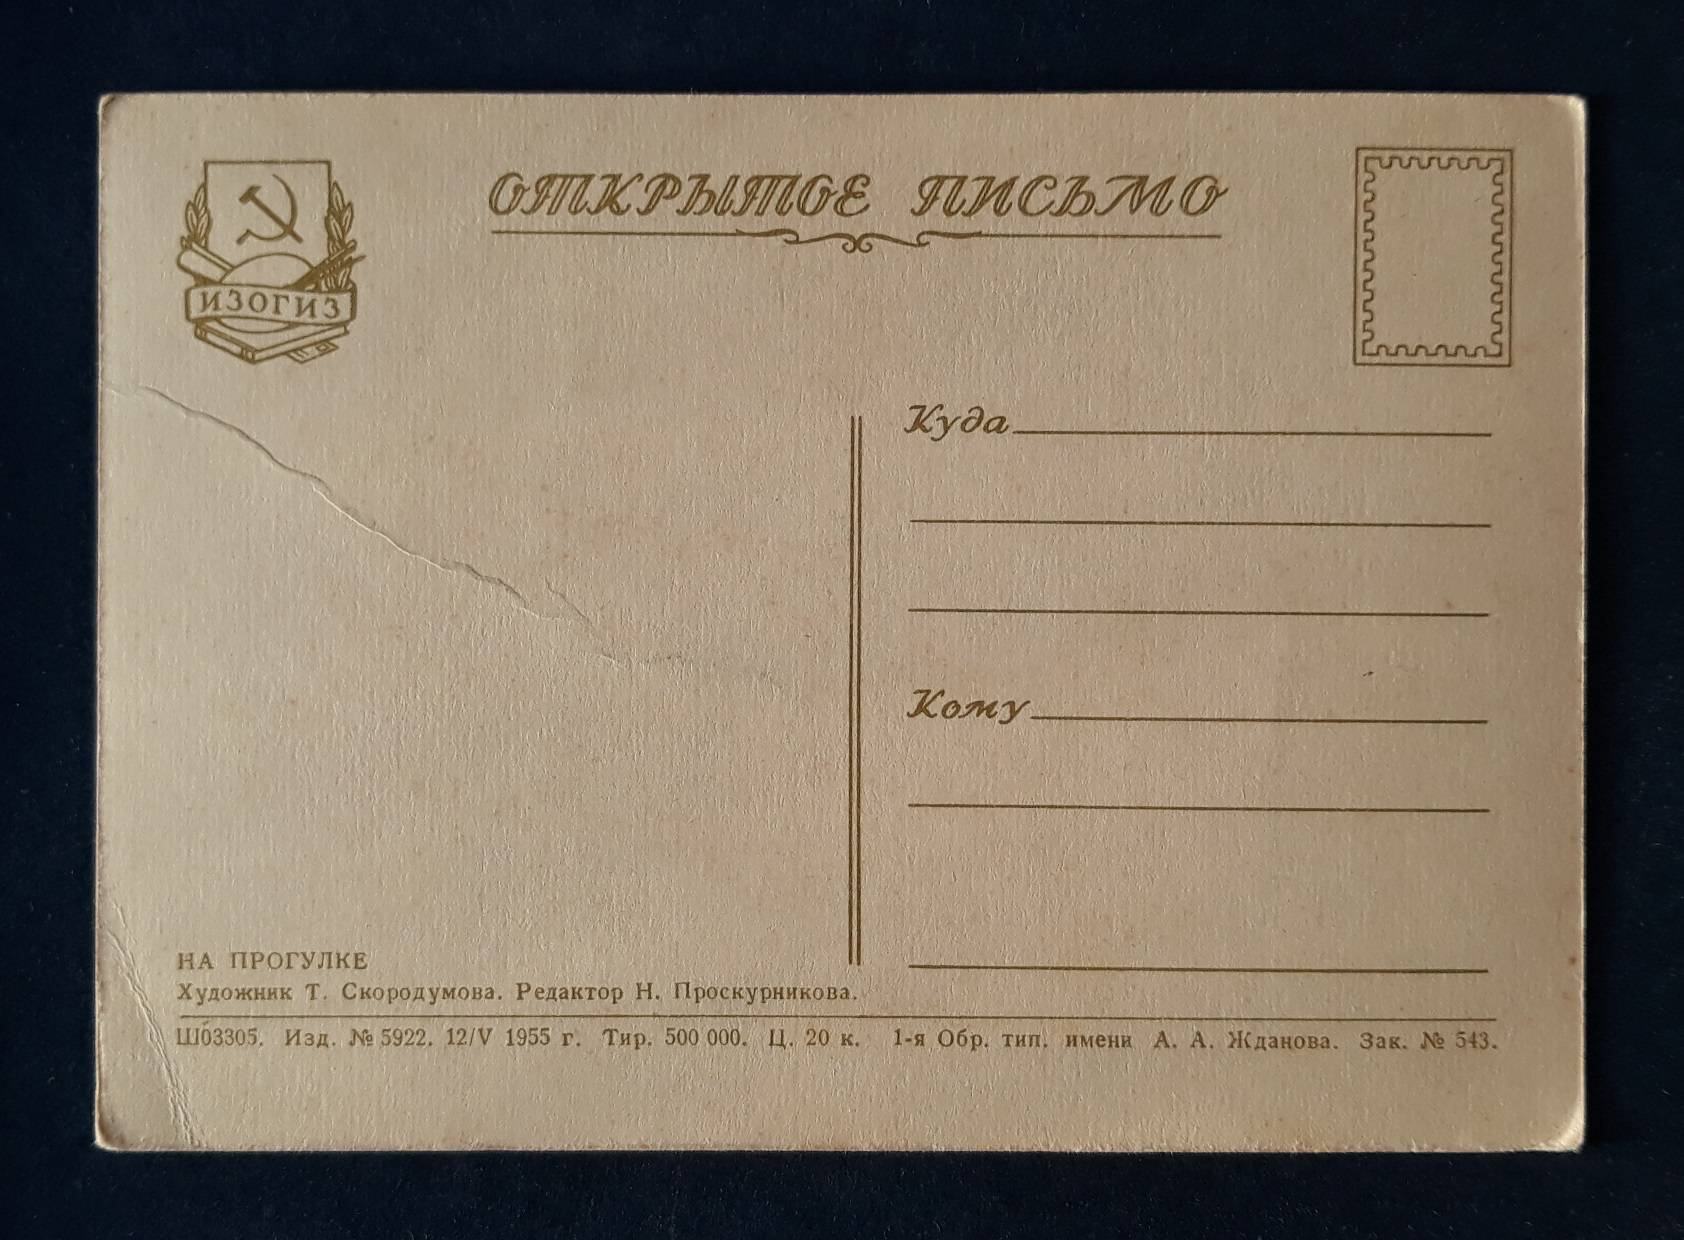 ОТКРЫТОЕ ПИСЬМО
ИЗОГИЗ
Куда
Кому
НА ПРОГУЛКЕ
Художник Т. Скородумова. Редактор Н. Проскурникова.
Ш03305. Изд. № 5922. 12/V 1955 г. Тир. 500 000. Ц. 20 к. 1-я Обр. тип. имени А. А. Жданова. Зак. № 543.